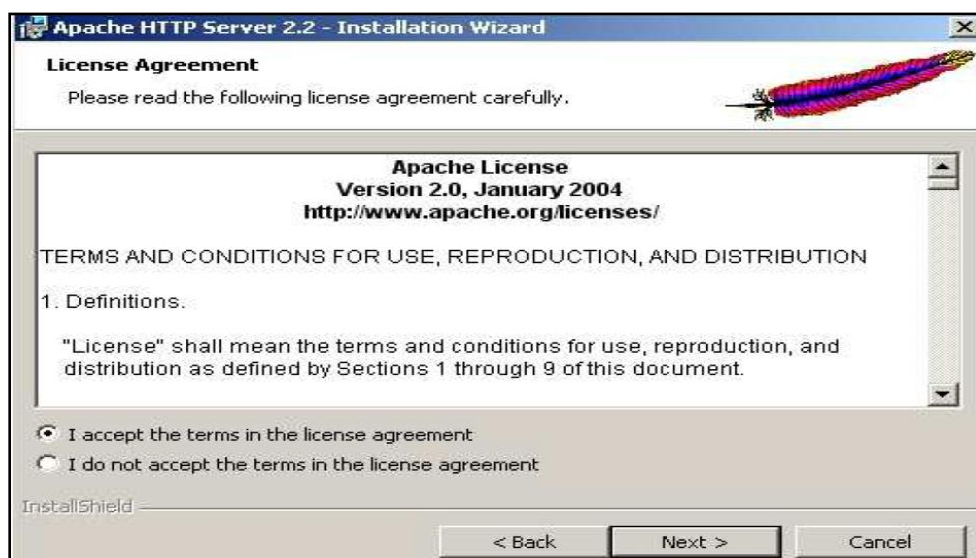 Apache HTTP Server 2.2 - Installation Wizard
License Agreement
Please read the following license agreement carefully.
Apache License
Version 2.0, January 2004
http://www.apache.org/licenses/
TERMS AND CONDITIONS FOR USE, REPRODUCTION, AND DISTRIBUTION
1. Definitions.
"License" shall mean the terms and conditions for use, reproduction, and
distribution as defined by Sections 1 through 9 of this document.
I accept the terms in the license agreement
I do not accept the terms in the license agreement
InstallShield
< Back
Next >
Cancel